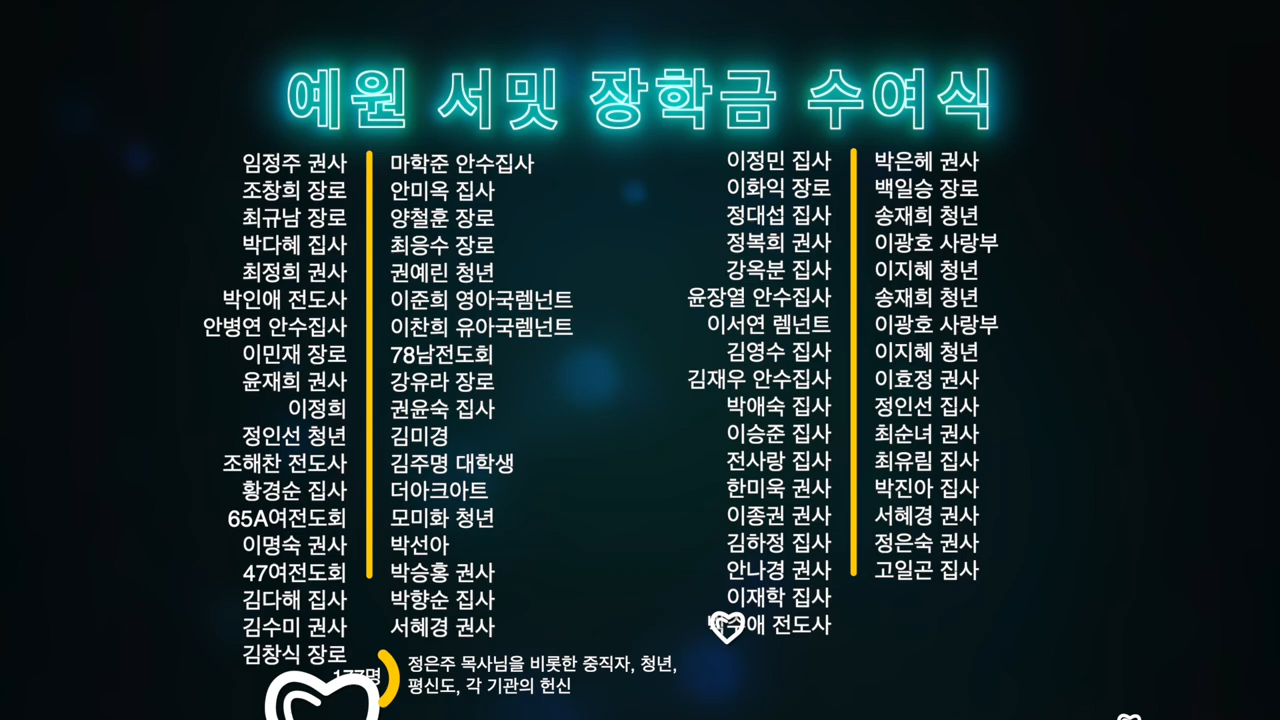 예원 서밋 장학금 수여식
임정주 권사
조창희 장로
최규남 장로
박다혜 집사
최정희 권사
박인애 전도사
안병연 안수집사
이민재 장로
윤재희 권사
이정희
정인선 청년
조해찬 전도사
황경순 집사
65A여전도회
이명숙 권사
47여전도회
김다해 집사
김수미 권사
김창식 장로
마학준 안수집사
안미옥 집사
양철훈 장로
최응수 장로
권예린 청년
이준희 영아국렘넌트
이찬희 유아국렘넌트
78남전도회
강유라 장로
권윤숙 집사
김미경
김주명 대학생
더아크아트
모미화 청년
박선아
박승홍 권사
박향순 집사
서혜경 권사
정은주 목사님을 비롯한 중직자, 청년,
평신도, 각 기관의 헌신
이정민 집사
이화익 장로
정대섭 집사
정복희 권사
강옥분 집사
윤장열 안수집사
이서연 렘넌트
김영수 집사
김재우 안수집사
박애숙 집사
이승준 집사
전사랑 집사
한미욱 권사
이종권 권사
김하정 집사
안나경 권사
이재학 집사
전도사
박은혜 권사
백일승 장로
송재희 청년
이광호 사랑부
이지혜 청년
송재희 청년
이광호 사랑부
이지혜 청년
이효정 권사
정인선 집사
최순녀 권사
최유림 집사
박진아 집사
서혜경 권사
정은숙 권사
고일곤 집사